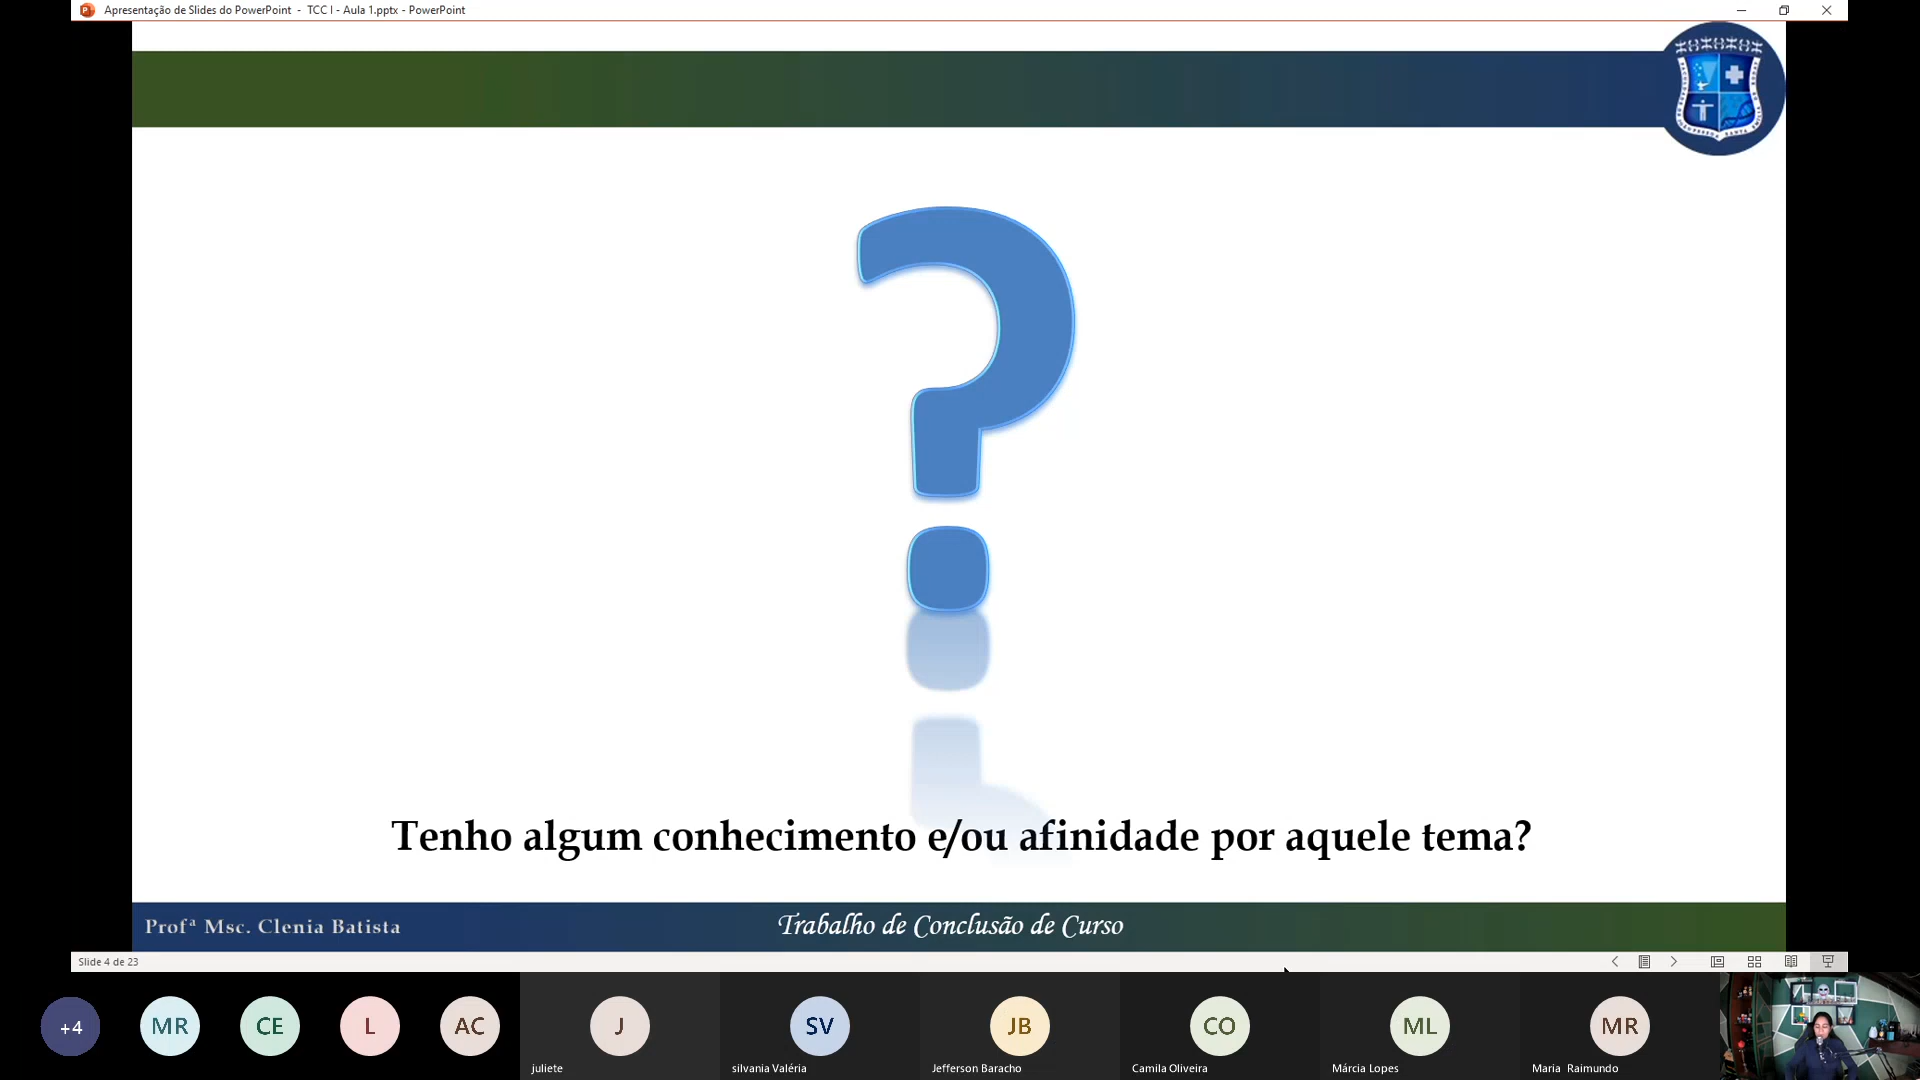 Apresentação de Slides do PowerPoint - TCC I - Aula 1.pptx - PowerPoint
?
Tenho algum conhecimento e/ou afinidade por aquele tema?
Profª Msc. Clenia Batista
Trabalho de Conclusão de Curso
Slide 4 de 23
+4
MR
CE
L
AC
J
SV
JB
CO
ML
MR
juliete
silvania Valéria
Jefferson Baracho
Camila Oliveira
Márcia Lopes
Maria Raimundo